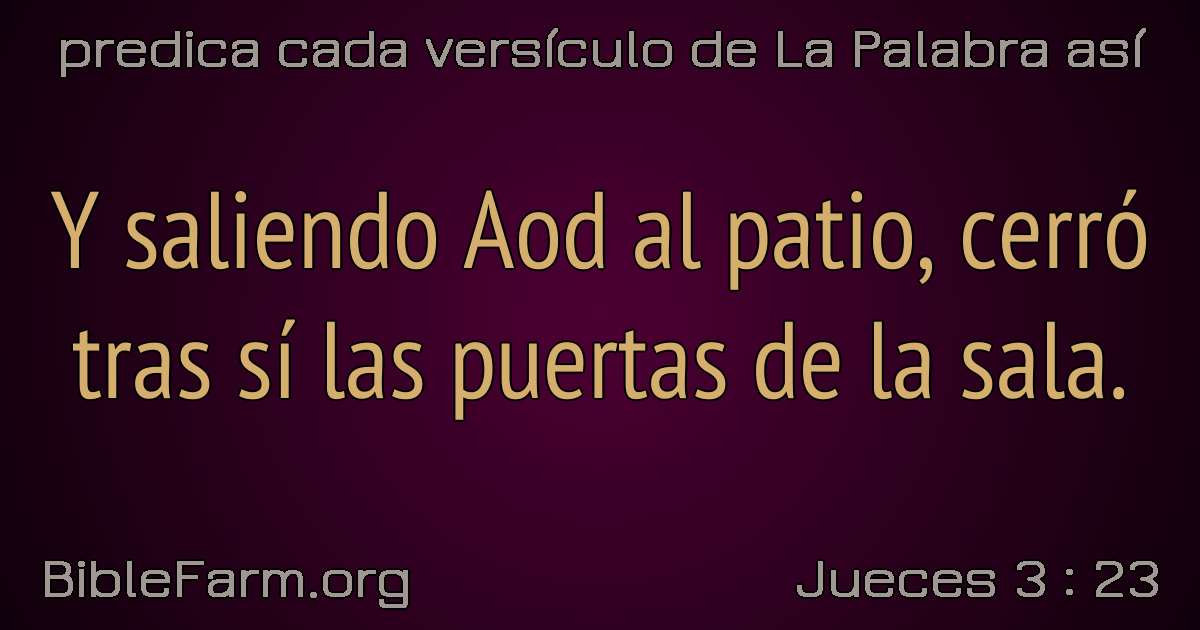 predica cada versículo de La Palabra así
Y saliendo Aod al patio, cerró
tras sí las puertas de la sala.
BibleFarm.org
Jueces 3 : 23